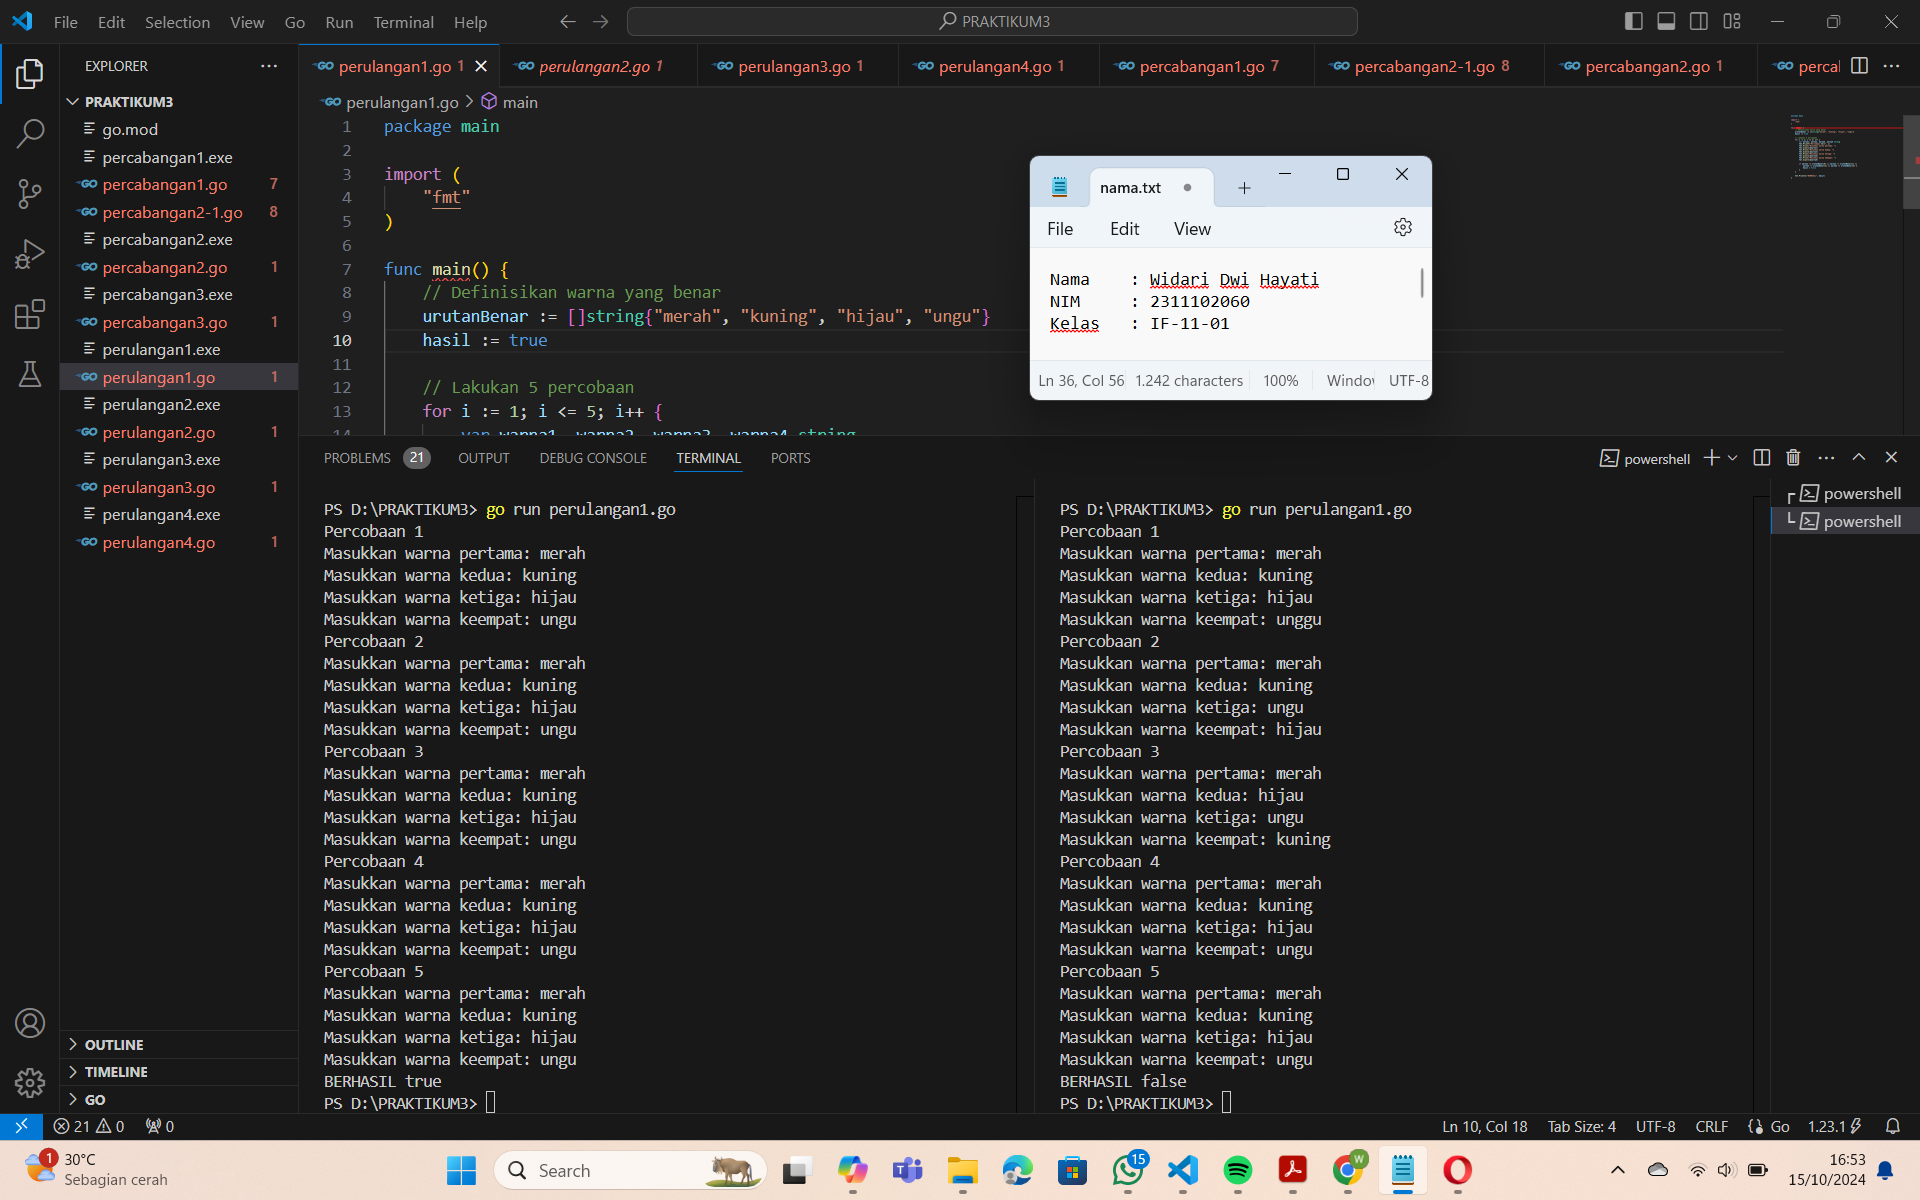 File Edit Selection View Go Run Terminal Help
PRAKTIKUM3
EXPLORER
perulangan1.go 1
perulangan2.go 1
perulangan3.go 1
perulangan4.go 1
percabangan1.go 7
percabangan2-1.go 8
percabangan2.go 1
PRAKTIKUM3
go.mod
percabangan1.exe
percabangan1.go 7
percabangan2-1.go 8
percabangan2.exe
percabangan2.go 1
percabangan3.exe
percabangan3.go 1
perulangan1.exe
perulangan1.go 1
perulangan2.exe
perulangan2.go 1
perulangan3.exe
perulangan3.go 1
perulangan4.exe
perulangan4.go 1
OUTLINE
TIMELINE
GO
perulangan1.go > main
1 package main
2
3 import (
4 "fmt"
5 )
6
7 func main() {
8 // Definisikan warna yang benar
9 urutanBenar := []string{"merah", "kuning", "hijau", "ungu"}
10 hasil := true
11
12 // Lakukan 5 percobaan
13 for i := 1; i <= 5; i++ {
14 var warna1, warna2, warna3, warna4 string
nama.txt
File Edit View
Nama : Widari Dwi Hayati
NIM : 2311102060
Kelas : IF-11-01
Ln 36, Col 56 1.242 characters 100% Window UTF-8
PROBLEMS 21 OUTPUT DEBUG CONSOLE TERMINAL PORTS
powershell
PS D:\PRAKTIKUM3> go run perulangan1.go
Percobaan 1
Masukkan warna pertama: merah
Masukkan warna kedua: kuning
Masukkan warna ketiga: hijau
Masukkan warna keempat: ungu
Percobaan 2
Masukkan warna pertama: merah
Masukkan warna kedua: kuning
Masukkan warna ketiga: hijau
Masukkan warna keempat: ungu
Percobaan 3
Masukkan warna pertama: merah
Masukkan warna kedua: kuning
Masukkan warna ketiga: hijau
Masukkan warna keempat: ungu
Percobaan 4
Masukkan warna pertama: merah
Masukkan warna kedua: kuning
Masukkan warna ketiga: hijau
Masukkan warna keempat: ungu
Percobaan 5
Masukkan warna pertama: merah
Masukkan warna kedua: kuning
Masukkan warna ketiga: hijau
Masukkan warna keempat: ungu
BERHASIL true
PS D:\PRAKTIKUM3>
PS D:\PRAKTIKUM3> go run perulangan1.go
Percobaan 1
Masukkan warna pertama: merah
Masukkan warna kedua: kuning
Masukkan warna ketiga: hijau
Masukkan warna keempat: unggu
Percobaan 2
Masukkan warna pertama: merah
Masukkan warna kedua: kuning
Masukkan warna ketiga: ungu
Masukkan warna keempat: hijau
Percobaan 3
Masukkan warna pertama: merah
Masukkan warna kedua: hijau
Masukkan warna ketiga: ungu
Masukkan warna keempat: kuning
Percobaan 4
Masukkan warna pertama: merah
Masukkan warna kedua: kuning
Masukkan warna ketiga: hijau
Masukkan warna keempat: ungu
Percobaan 5
Masukkan warna pertama: merah
Masukkan warna kedua: kuning
Masukkan warna ketiga: hijau
Masukkan warna keempat: ungu
BERHASIL false
PS D:\PRAKTIKUM3>
powershell
powershell
21 0 0
Ln 10, Col 18 Tab Size: 4 UTF-8 CRLF Go 1.23.1
1
30°C
Sebagian cerah
Search
15
W
16:53
15/10/2024